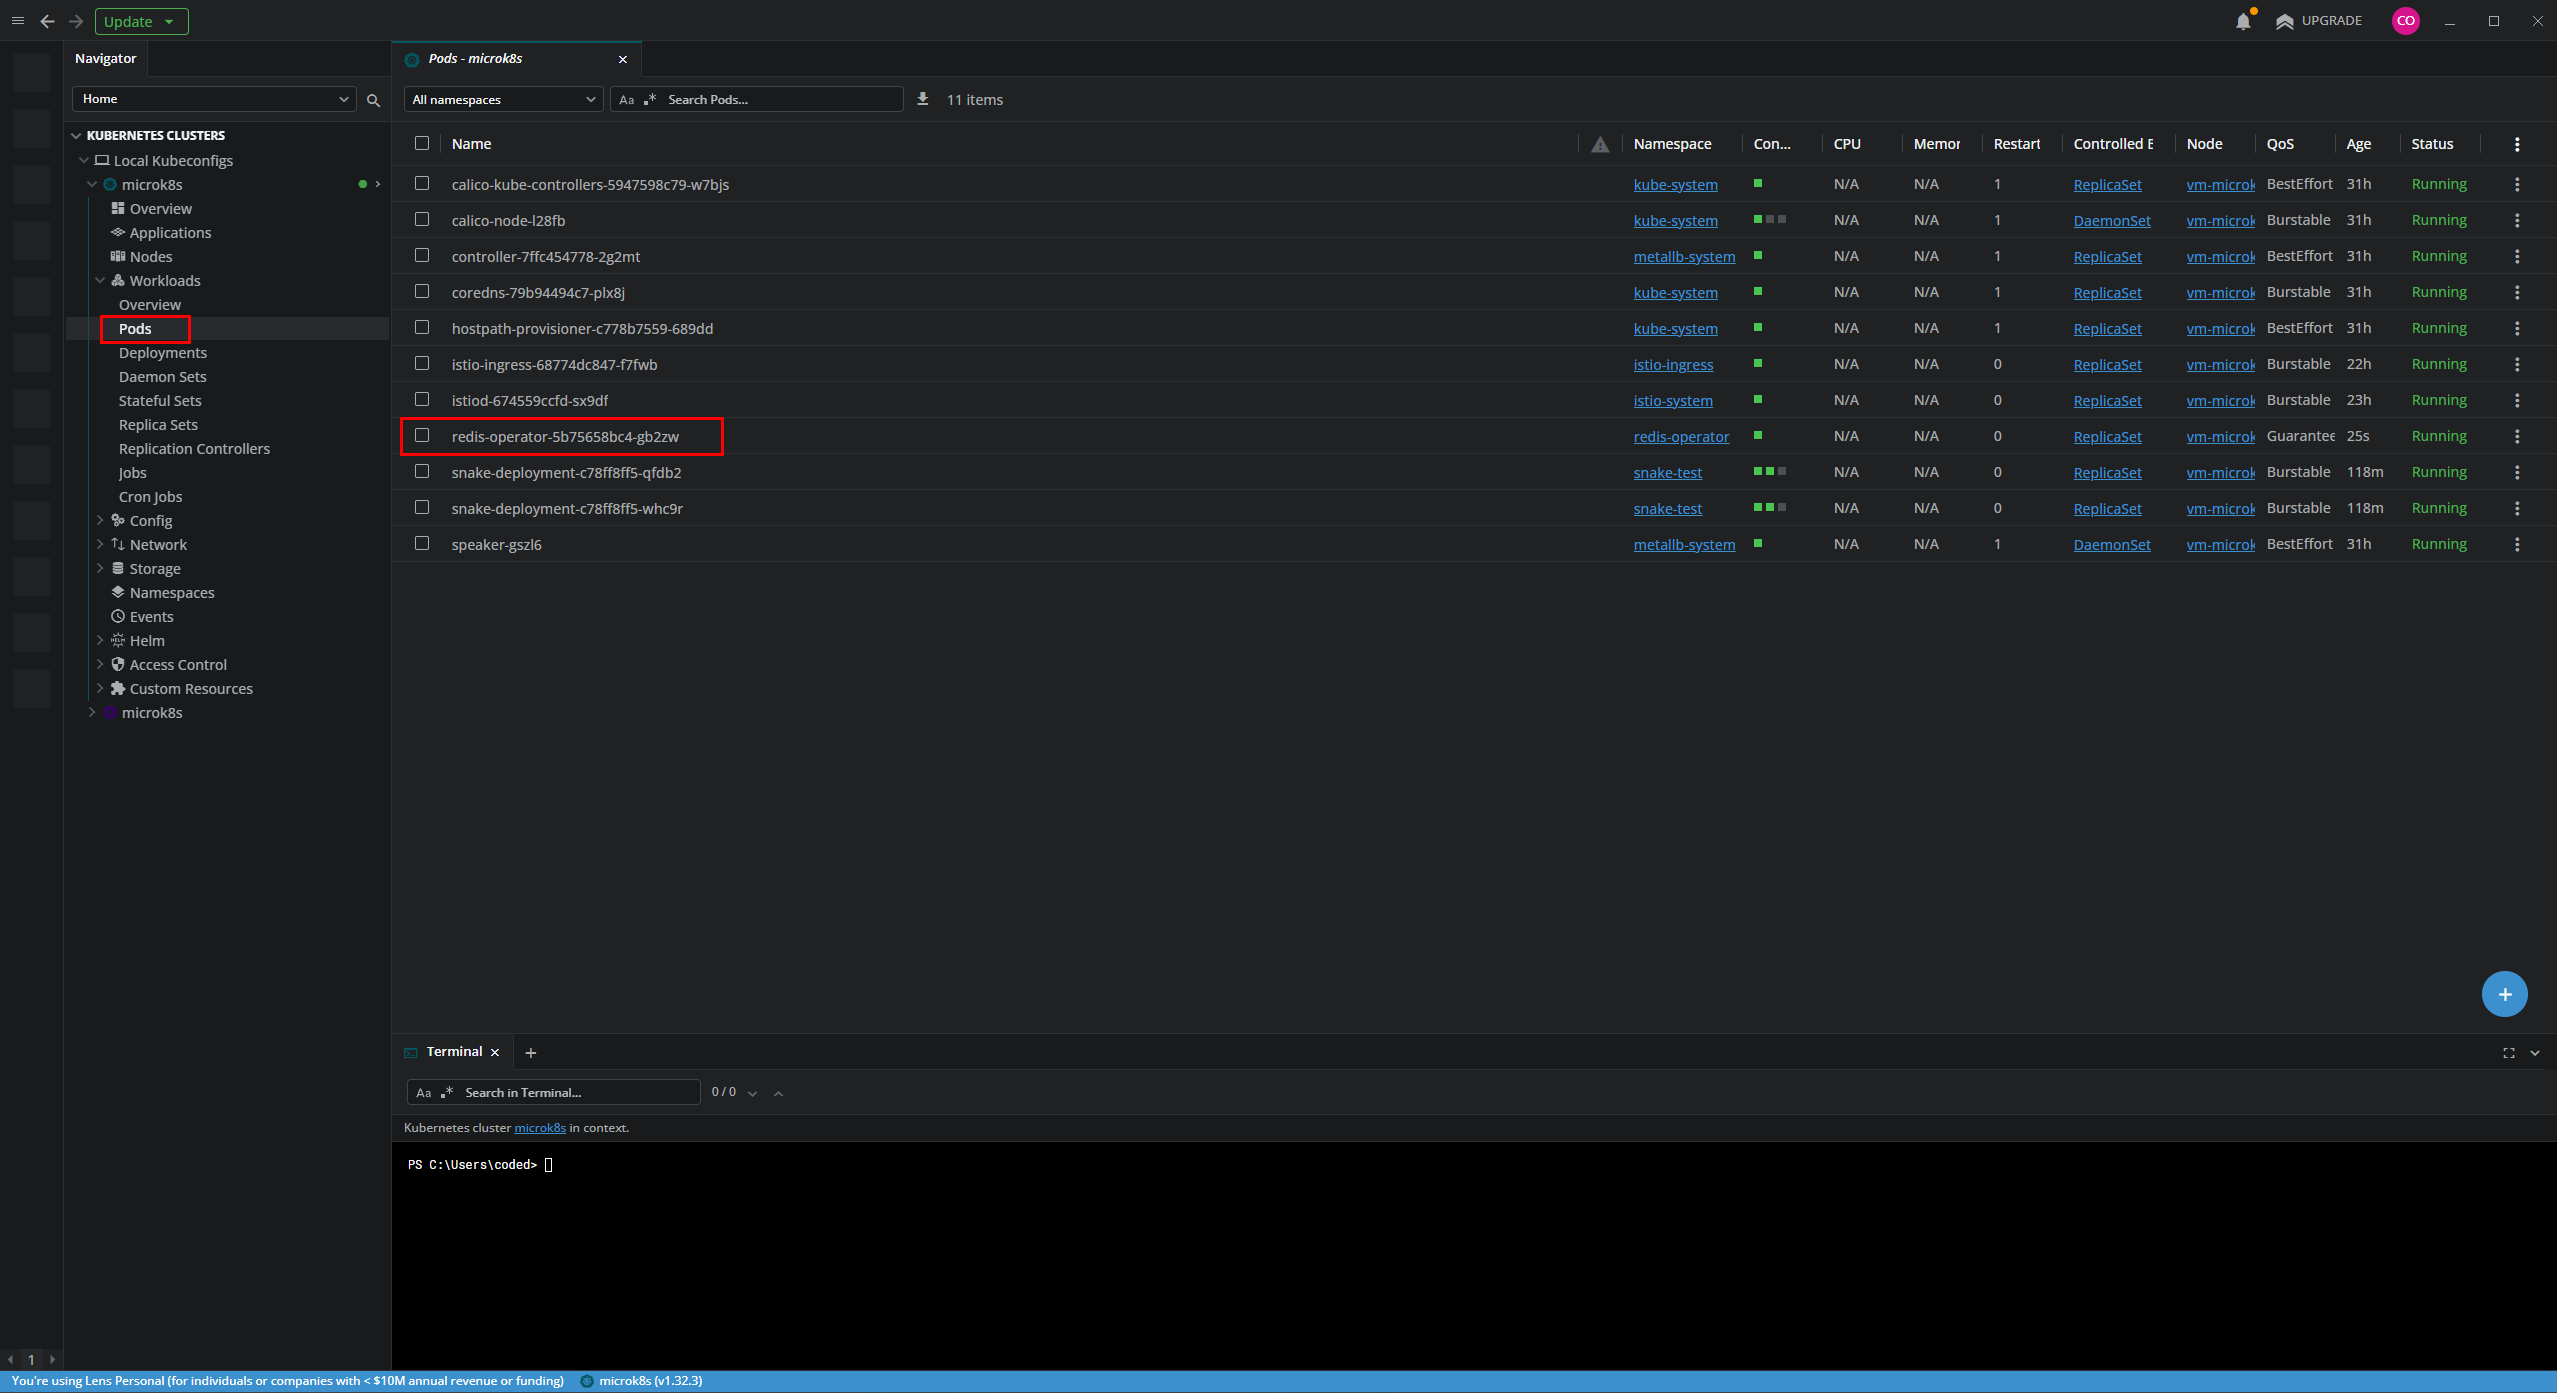 Update
UPGRADE
CO
Navigator
Pods - microk8s
Home
All namespaces
Aa .* Search Pods...
11 items
KUBERNETES CLUSTERS
Local Kubeconfigs
microk8s
Overview
Applications
Nodes
Workloads
Overview
Pods
Deployments
Daemon Sets
Stateful Sets
Replica Sets
Replication Controllers
Jobs
Cron Jobs
Config
Network
Storage
Namespaces
Events
Helm
Access Control
Custom Resources
microk8s
Name Namespace Con... CPU Memor Restart Controlled B Node QoS Age Status
calico-kube-controllers-5947598c79-w7bjs kube-system N/A N/A 1 ReplicaSet vm-microk BestEffort 31h Running
calico-node-l28fb kube-system N/A N/A 1 DaemonSet vm-microk Burstable 31h Running
controller-7ffc454778-2g2mt metallb-system N/A N/A 1 ReplicaSet vm-microk BestEffort 31h Running
coredns-79b94494c7-plx8j kube-system N/A N/A 1 ReplicaSet vm-microk Burstable 31h Running
hostpath-provisioner-c778b7559-689dd kube-system N/A N/A 1 ReplicaSet vm-microk BestEffort 31h Running
istio-ingress-68774dc847-f7fwb istio-ingress N/A N/A 0 ReplicaSet vm-microk Burstable 22h Running
istiod-674559ccfd-sx9df istio-system N/A N/A 0 ReplicaSet vm-microk Burstable 23h Running
redis-operator-5b75658bc4-gb2zw redis-operator N/A N/A 0 ReplicaSet vm-microk Guarantee 25s Running
snake-deployment-c78ff8ff5-qfdb2 snake-test N/A N/A 0 ReplicaSet vm-microk Burstable 118m Running
snake-deployment-c78ff8ff5-whc9r snake-test N/A N/A 0 ReplicaSet vm-microk Burstable 118m Running
speaker-gszl6 metallb-system N/A N/A 1 DaemonSet vm-microk BestEffort 31h Running
Terminal
Aa .* Search in Terminal...
0 / 0
Kubernetes cluster microk8s in context.
PS C:\Users\coded>
1
You're using Lens Personal (for individuals or companies with < $10M annual revenue or funding) microk8s (v1.32.3)